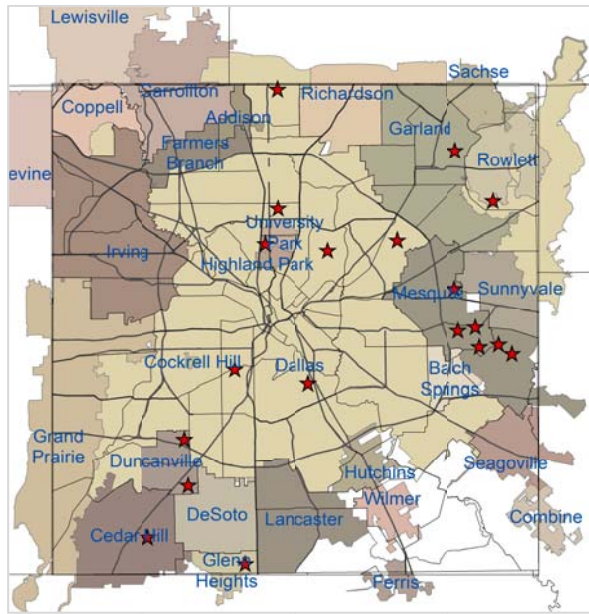 Lewisville
Sachse
Coppell
Carrollton
Richardson
Addison
Garland
Farmers
Branch
Rowlett
evine
University
Park
Irving
Highland Park
Mesquite
Sunnyvale
Cockrell Hill
Dallas
Bach
Springs
Grand
Prairie
Duncanville
Hutchins
Seagoville
Wilmer
DeSoto
Lancaster
Combine
Cedar Hill
Glenn
Heights
Ferris